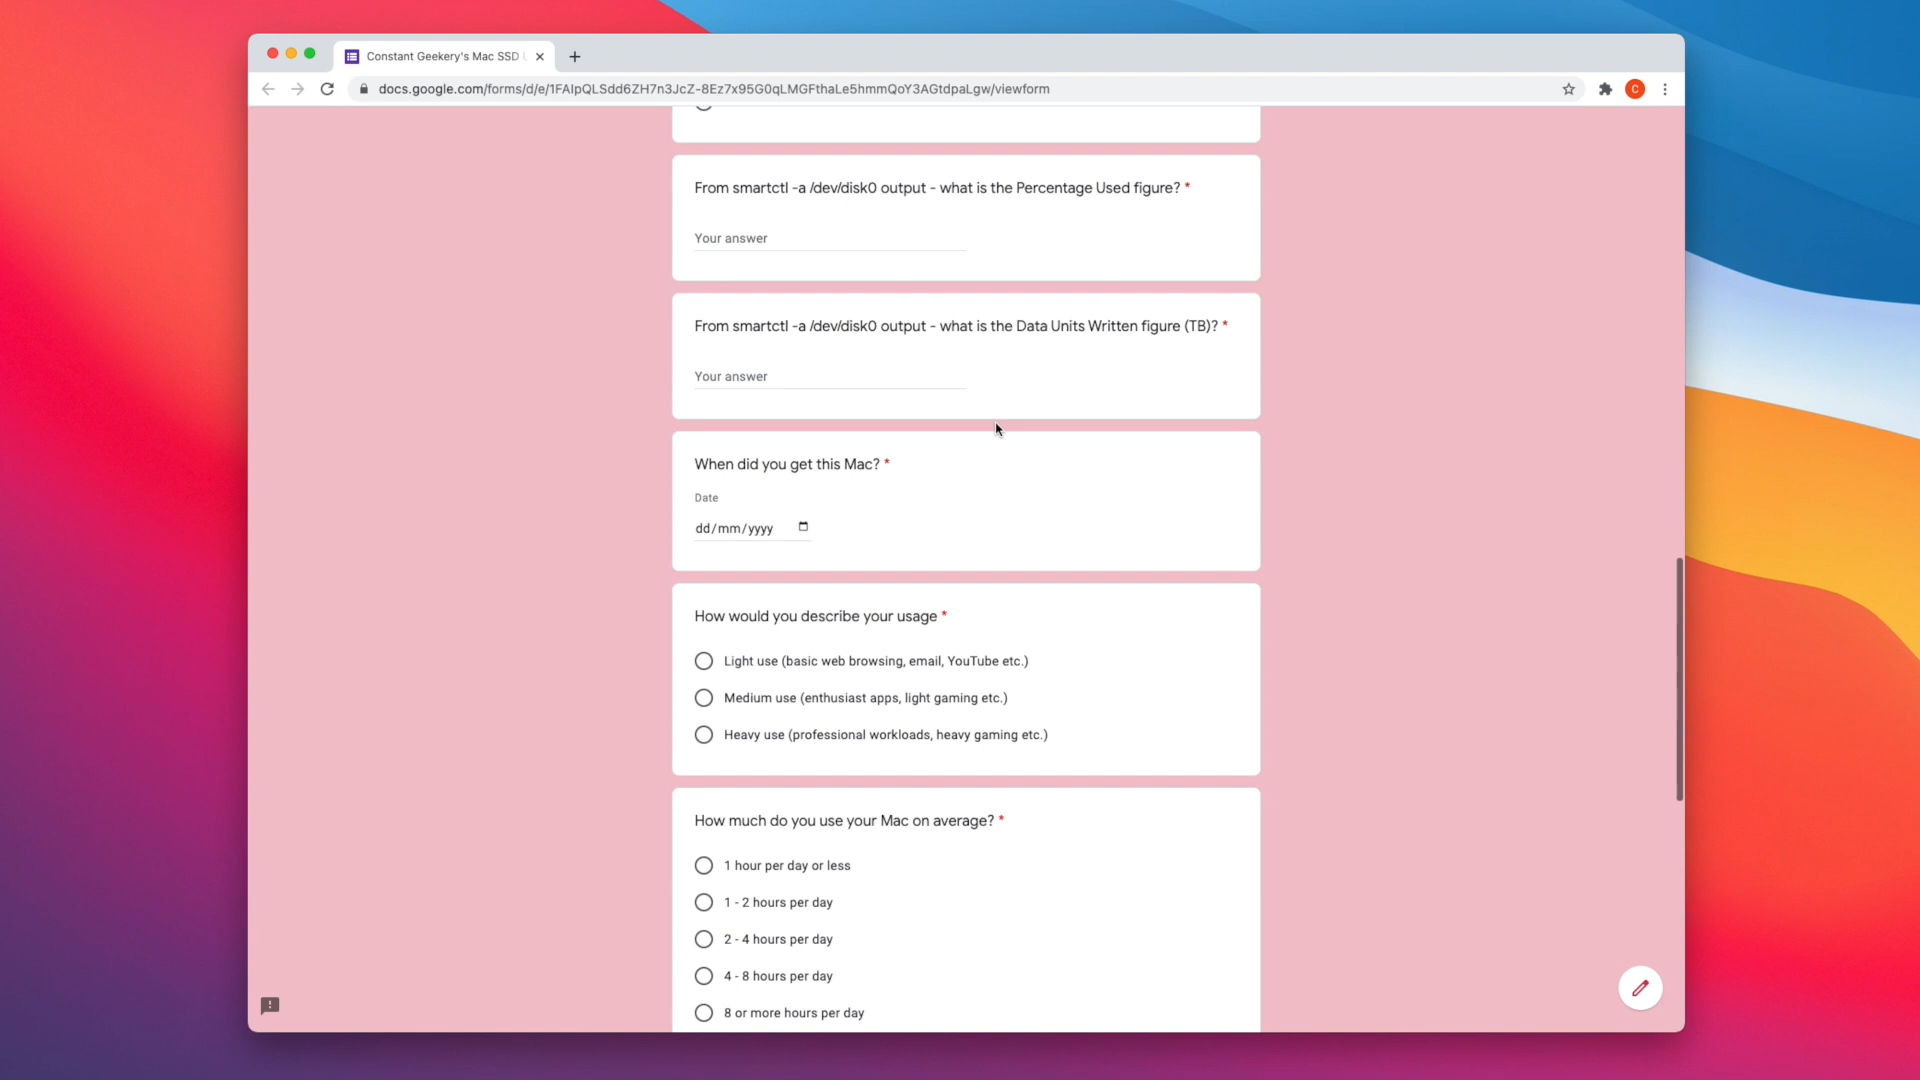 Constant Geekery's Mac SSD U
docs.google.com/forms/d/e/1FAIpQLSdd6ZH7n3JcZ-8Ez7x95G0qLMGFthaLe5hmmQoY3AGtdpaLgw/viewform
C
From smartctl -a /dev/disk0 output - what is the Percentage Used figure? *
Your answer
From smartctl -a /dev/disk0 output - what is the Data Units Written figure (TB)? *
Your answer
When did you get this Mac? *
Date
dd/mm/yyyy
How would you describe your usage *
Light use (basic web browsing, email, YouTube etc.)
Medium use (enthusiast apps, light gaming etc.)
Heavy use (professional workloads, heavy gaming etc.)
How much do you use your Mac on average? *
1 hour per day or less
1 - 2 hours per day
2 - 4 hours per day
4 - 8 hours per day
8 or more hours per day